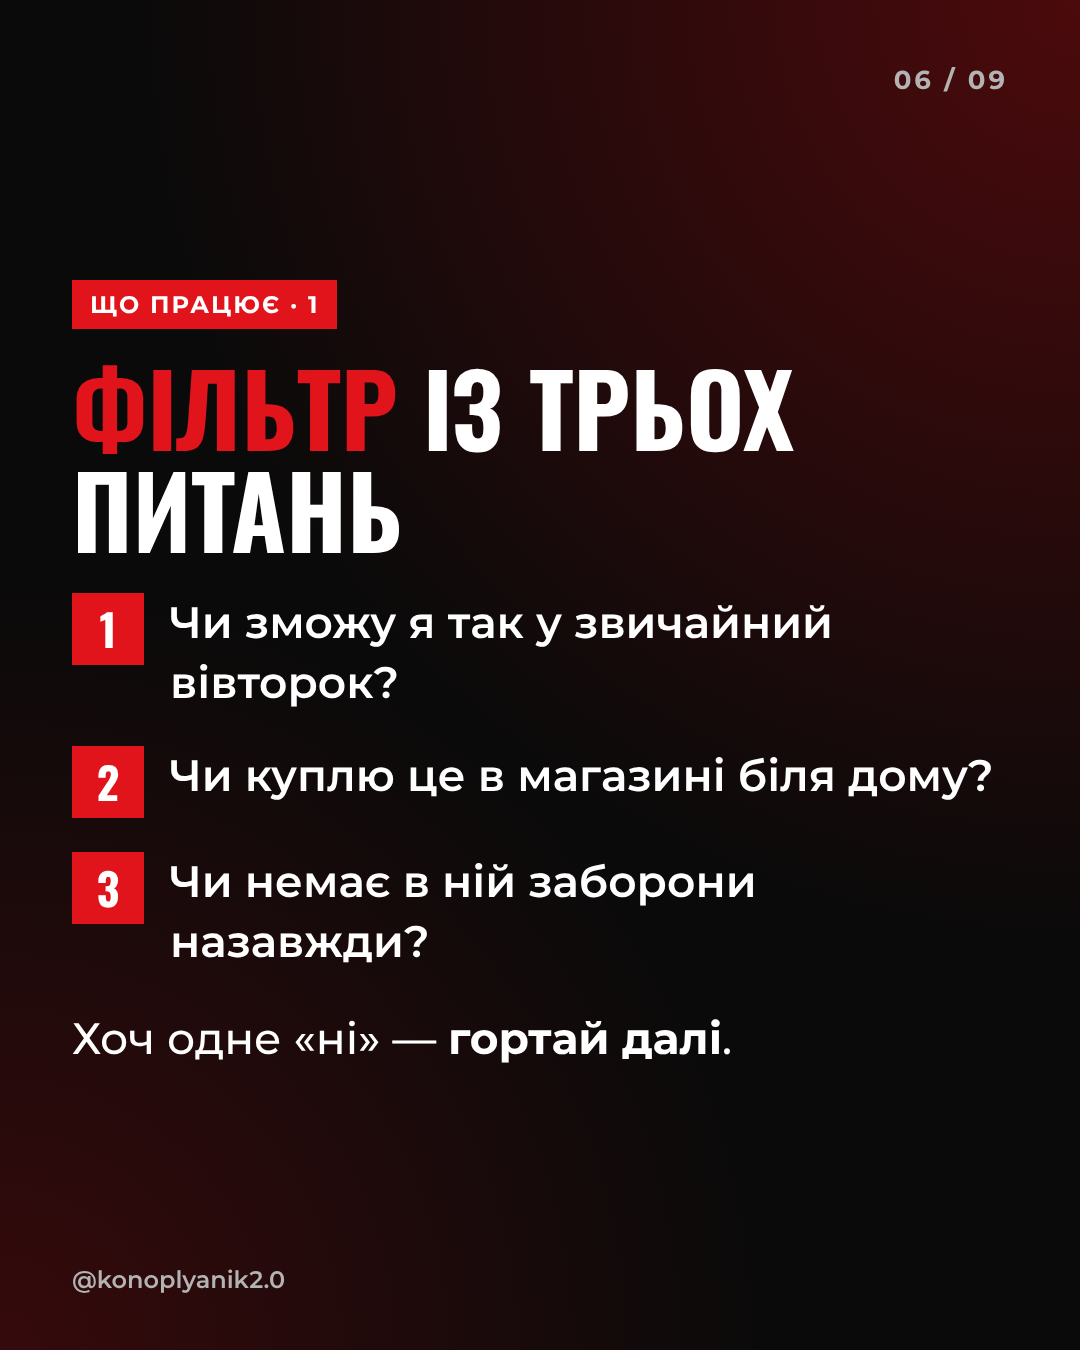 06 / 09
ЩО ПРАЦЮЄ · 1
ФІЛЬТР ІЗ ТРЬОХ
ПИТАНЬ
1 Чи зможу я так у звичайний
вівторок?
2 Чи куплю це в магазині біля дому?
3 Чи немає в ній заборони
назавжди?
Хоч одне «ні» — гортай далі.
@konoplyanik2.0